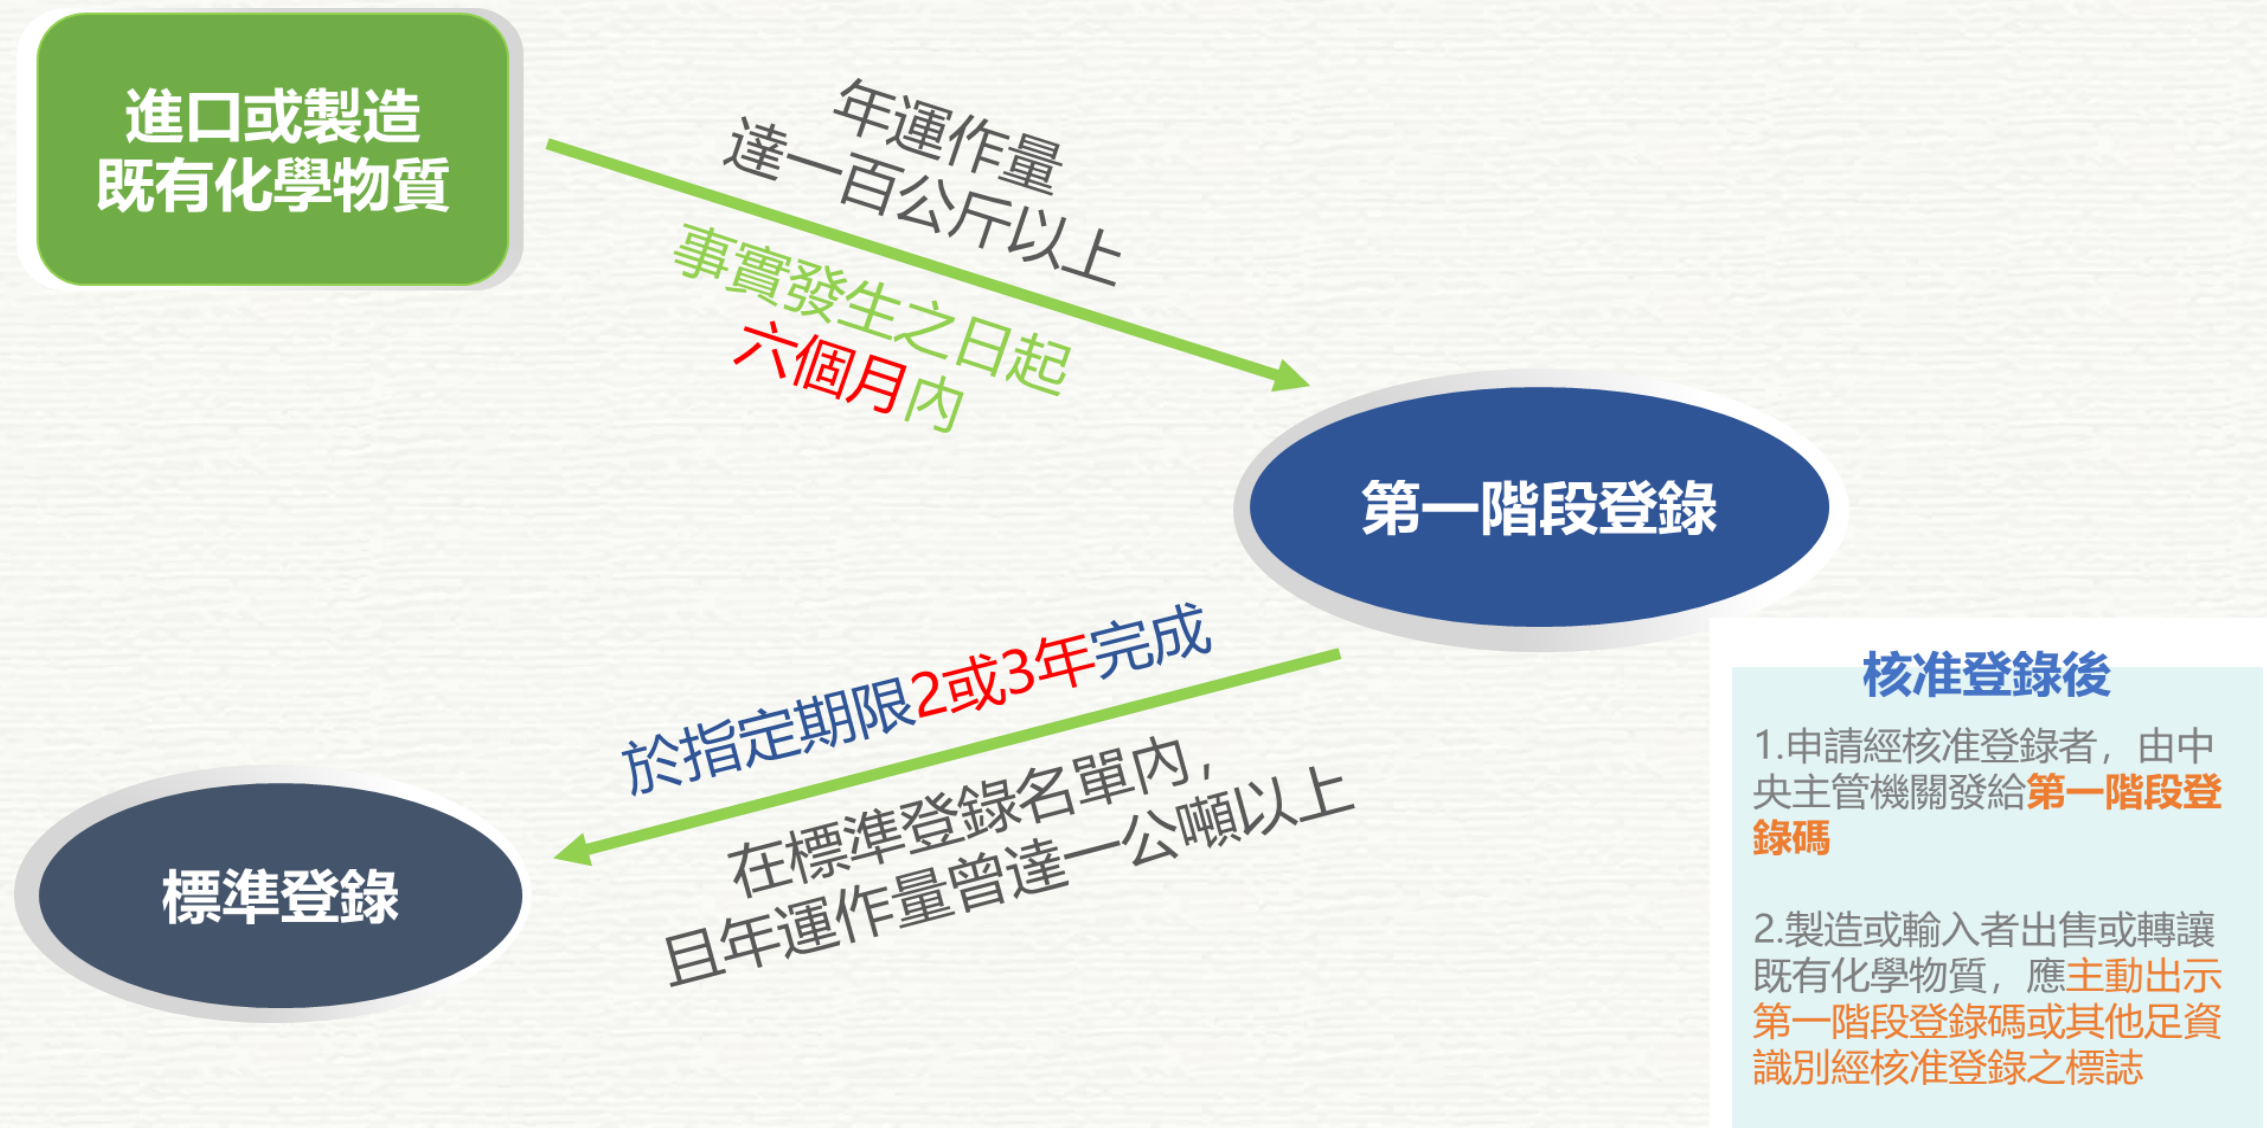 進口或製造
既有化學物質
年運作量
達一百公斤以上
事實發生之日起
六個月內
第一階段登錄
於指定期限2或3年完成
在標準登錄名單內，
且年運作量曾達一公噸以上
標準登錄
核准登錄後
1.申請經核准登錄者，由中
央主管機關發給第一階段登
錄碼
2.製造或輸入者出售或轉讓
既有化學物質，應主動出示
第一階段登錄碼或其他足資
識別經核准登錄之標誌